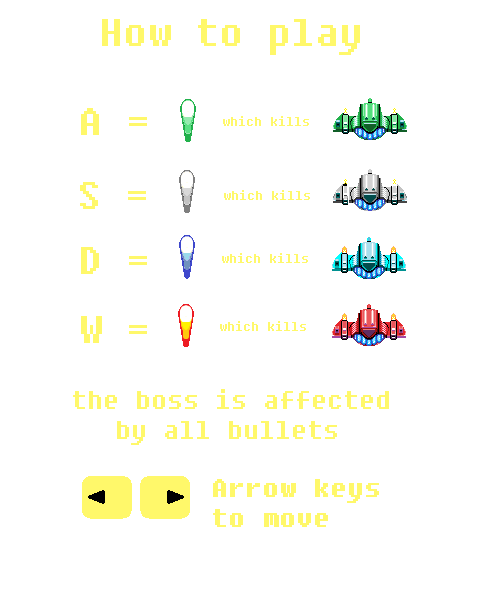 How to play
A = which kills
S = which kills
D = which kills
W = which kills
the boss is affected
by all bullets
Arrow keys
to move